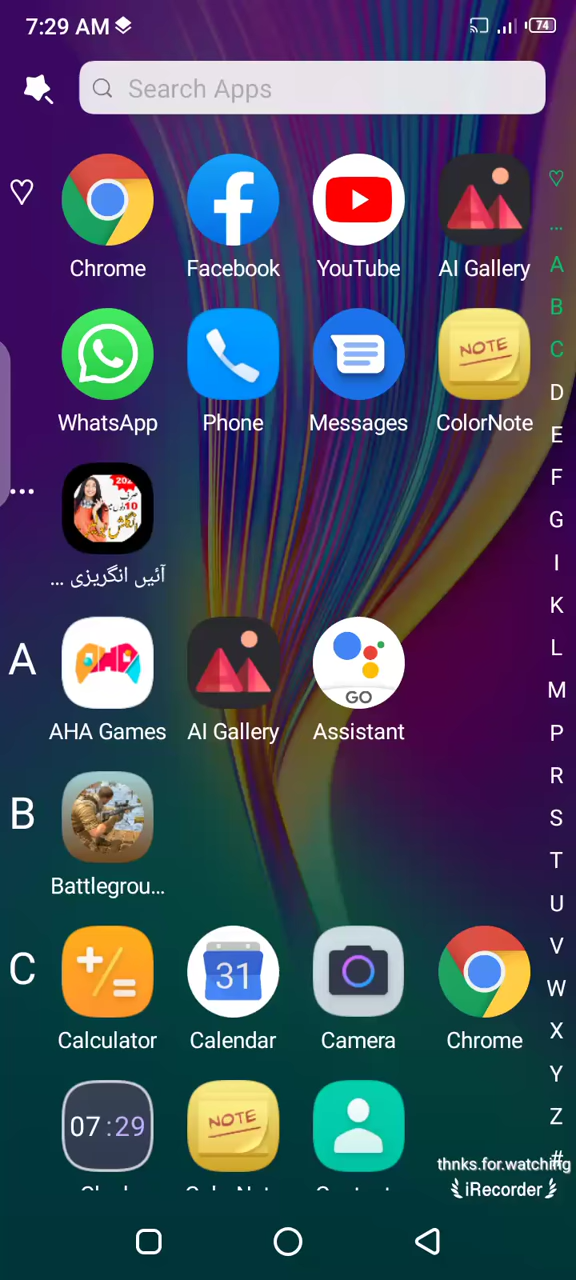 7:29 AM
74
Search Apps
Chrome
Facebook
YouTube
AI Gallery
WhatsApp
Phone
Messages
NOTE
ColorNote
...
آئیں انگریزی ...
A
AHA Games
AI Gallery
GO
Assistant
B
Battlegrou...
C
+ - =
Calculator
31
Calendar
Camera
Chrome
07:29
NOTE
...
A
B
C
D
E
F
G
I
K
L
M
P
R
S
T
U
V
W
X
Y
Z
#
thnks.for.watching
iRecorder